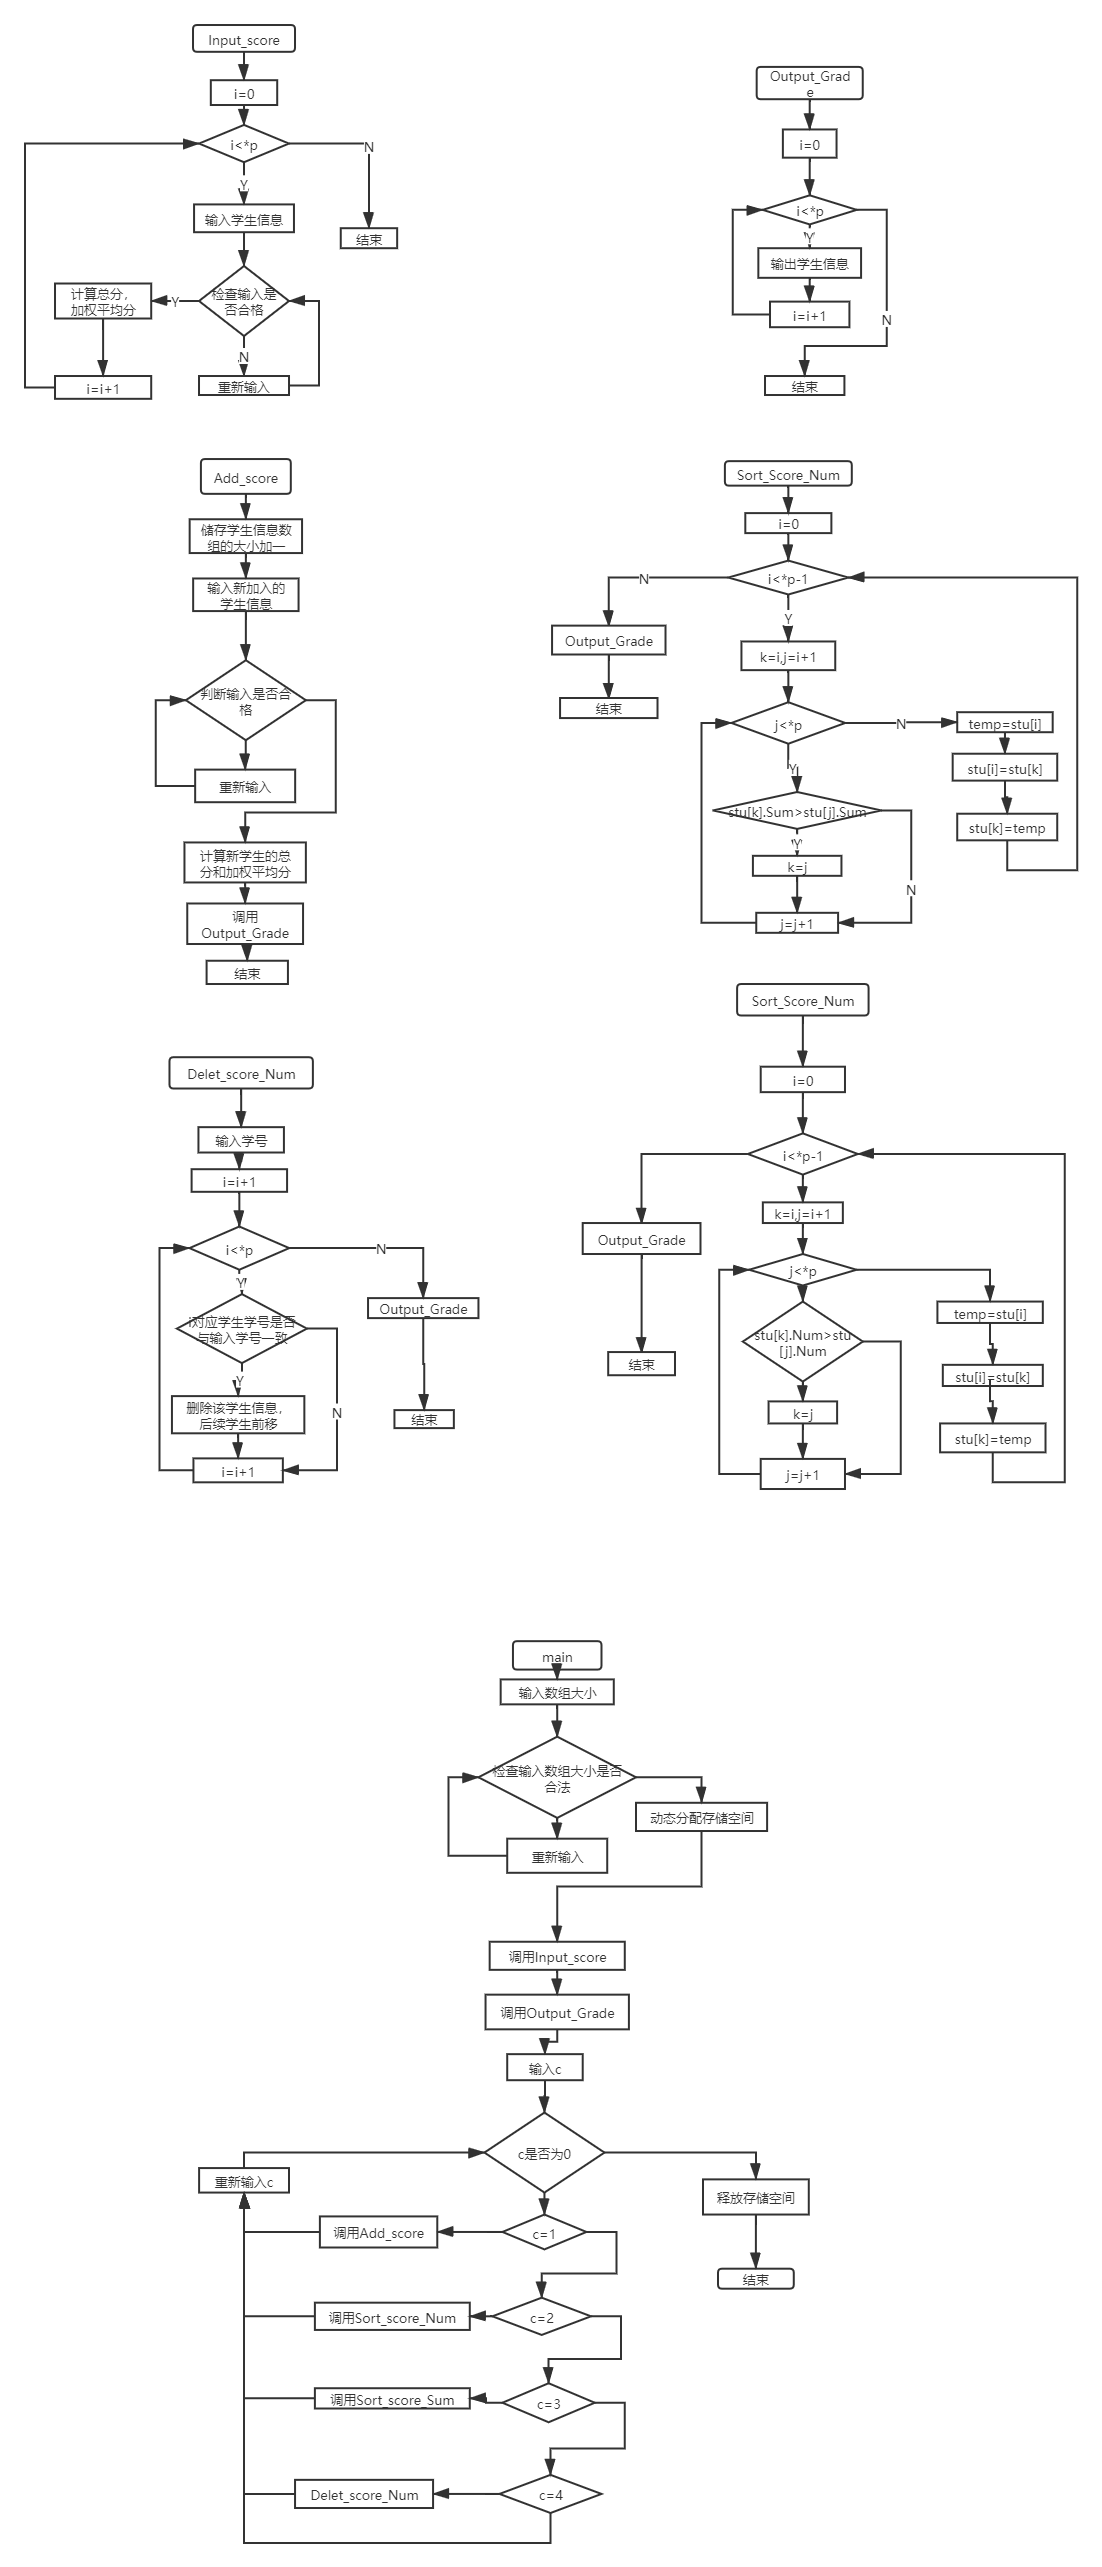 Input_score
i=0
i<*p
N
Y
输入学生信息
结束
检查输入是
否合格
Y
计算总分，
加权平均分
N
i=i+1
重新输入
Output_Grad
e
i=0
i<*p
Y
输出学生信息
i=i+1
N
结束
Add_score
储存学生信息数
组的大小加一
输入新加入的
学生信息
判断输入是否合
格
重新输入
计算新学生的总
分和加权平均分
调用
Output_Grade
结束
Sort_Score_Num
i=0
i<*p-1
N
Y
Output_Grade
k=i,j=i+1
结束
j<*p
N
temp=stu[i]
Y
stu[i]=stu[k]
stu[k].Sum>stu[j].Sum
stu[k]=temp
Y
k=j
N
j=j+1
Delet_score_Num
输入学号
i=i+1
i<*p
N
Y
Output_Grade
i对应学生学号是否
与输入学号一致
Y
删除该学生信息，
后续学生前移
N
结束
i=i+1
Sort_Score_Num
i=0
i<*p-1
k=i,j=i+1
Output_Grade
j<*p
temp=stu[i]
stu[k].Num>stu
[j].Num
结束
stu[i]=stu[k]
k=j
stu[k]=temp
j=j+1
main
输入数组大小
检查输入数组大小是否
合法
动态分配存储空间
重新输入
调用Input_score
调用Output_Grade
输入c
c是否为0
重新输入c
释放存储空间
调用Add_score
c=1
结束
调用Sort_score_Num
c=2
调用Sort_score_Sum
c=3
Delet_score_Num
c=4